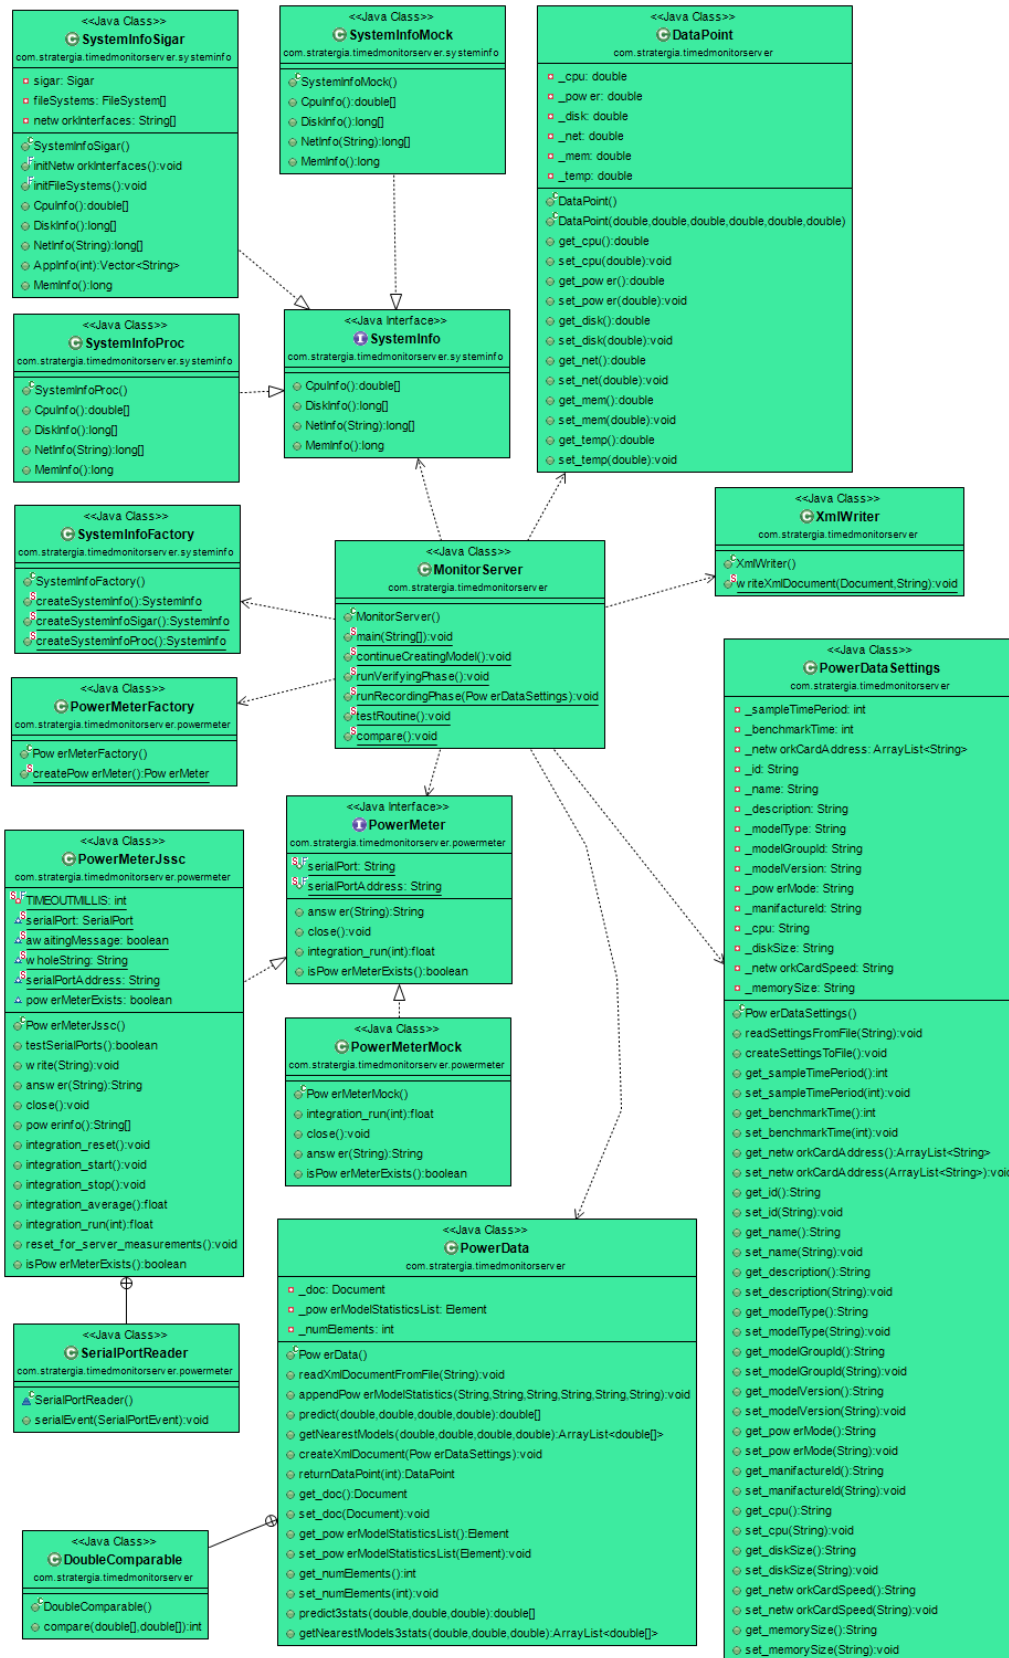 <<Java Class>>
SystemInfoSigar
com.stratergia.timedmonitorserver.systeminfo
sigar: Sigar
fileSystems: FileSystem[]
networkInterfaces: String[]
SystemInfoSigar()
initNetworkInterfaces():void
initFileSystems():void
CpuInfo():double[]
DiskInfo():long[]
NetInfo(String):long[]
AppInfo(int):Vector<String>
MemInfo():long
<<Java Class>>
SystemInfoMock
com.stratergia.timedmonitorserver.systeminfo
SystemInfoMock()
CpuInfo():double[]
DiskInfo():long[]
NetInfo(String):long[]
MemInfo():long
<<Java Class>>
DataPoint
com.stratergia.timedmonitorserver
_cpu: double
_power: double
_disk: double
_net: double
_mem: double
_temp: double
DataPoint()
DataPoint(double,double,double,double,double,double)
get_cpu():double
set_cpu(double):void
get_power():double
set_power(double):void
get_disk():double
set_disk(double):void
get_net():double
set_net(double):void
get_mem():double
set_mem(double):void
get_temp():double
set_temp(double):void
<<Java Class>>
SystemInfoProc
com.stratergia.timedmonitorserver.systeminfo
SystemInfoProc()
CpuInfo():double[]
DiskInfo():long[]
NetInfo(String):long[]
MemInfo():long
<<Java Interface>>
SystemInfo
com.stratergia.timedmonitorserver.systeminfo
CpuInfo():double[]
DiskInfo():long[]
NetInfo(String):long[]
MemInfo():long
<<Java Class>>
SystemInfoFactory
com.stratergia.timedmonitorserver.systeminfo
SystemInfoFactory()
createSystemInfo():SystemInfo
createSystemInfoSigar():SystemInfo
createSystemInfoProc():SystemInfo
<<Java Class>>
MonitorServer
com.stratergia.timedmonitorserver
MonitorServer()
main(String[]):void
continueCreatingModel():void
runVerifyingPhase():void
runRecordingPhase(PowerDataSettings):void
testRoutine():void
compare():void
<<Java Class>>
XmlWriter
com.stratergia.timedmonitorserver
XmlWriter()
writeXmlDocument(Document,String):void
<<Java Class>>
PowerMeterFactory
com.stratergia.timedmonitorserver.powermeter
PowerMeterFactory()
createPowerMeter():PowerMeter
<<Java Interface>>
PowerMeter
com.stratergia.timedmonitorserver.powermeter
serialPort: String
serialPortAddress: String
answer(String):String
close():void
integration_run(int):float
isPowerMeterExists():boolean
<<Java Class>>
PowerMeterJssc
com.stratergia.timedmonitorserver.powermeter
TIMEOUTMILLIS: int
serialPort: SerialPort
awaitingMessage: boolean
wholeString: String
serialPortAddress: String
powerMeterExists: boolean
PowerMeterJssc()
testSerialPorts():boolean
write(String):void
answer(String):String
close():void
powerinfo():String[]
integration_reset():void
integration_start():void
integration_stop():void
integration_average():float
integration_run(int):float
reset_for_server_measurements():void
isPowerMeterExists():boolean
<<Java Class>>
PowerMeterMock
com.stratergia.timedmonitorserver.powermeter
PowerMeterMock()
integration_run(int):float
close():void
answer(String):String
isPowerMeterExists():boolean
<<Java Class>>
PowerDataSettings
com.stratergia.timedmonitorserver
_sampleTimePeriod: int
_benchmarkTime: int
_networkCardAddress: ArrayList<String>
_id: String
_name: String
_description: String
_modelType: String
_modelGroupId: String
_modelVersion: String
_powerMode: String
_manifactureId: String
_cpu: String
_diskSize: String
_networkCardSpeed: String
_memorySize: String
PowerDataSettings()
readSettingsFromFile(String):void
createSettingsToFile():void
get_sampleTimePeriod():int
set_sampleTimePeriod(int):void
get_benchmarkTime():int
set_benchmarkTime(int):void
get_networkCardAddress():ArrayList<String>
set_networkCardAddress(ArrayList<String>):void
get_id():String
set_id(String):void
get_name():String
set_name(String):void
get_description():String
set_description(String):void
get_modelType():String
set_modelType(String):void
get_modelGroupId():String
set_modelGroupId(String):void
get_modelVersion():String
set_modelVersion(String):void
get_powerMode():String
set_powerMode(String):void
get_manifactureId():String
set_manifactureId(String):void
get_cpu():String
set_cpu(String):void
get_diskSize():String
set_diskSize(String):void
get_networkCardSpeed():String
set_networkCardSpeed(String):void
get_memorySize():String
set_memorySize(String):void
<<Java Class>>
SerialPortReader
com.stratergia.timedmonitorserver.powermeter
SerialPortReader()
serialEvent(SerialPortEvent):void
<<Java Class>>
PowerData
com.stratergia.timedmonitorserver
_doc: Document
_powerModelStatisticsList: Element
_numElements: int
PowerData()
readXmlDocumentFromFile(String):void
appendPowerModelStatistics(String,String,String,String,String,String):void
predict(double,double,double,double):double[]
getNearestModels(double,double,double,double):ArrayList<double[]>
createXmlDocument(PowerDataSettings):void
returnDataPoint(int):DataPoint
get_doc():Document
set_doc(Document):void
get_powerModelStatisticsList():Element
set_powerModelStatisticsList(Element):void
get_numElements():int
set_numElements(int):void
predict3stats(double,double,double):double[]
getNearestModels3stats(double,double,double):ArrayList<double[]>
<<Java Class>>
DoubleComparable
com.stratergia.timedmonitorserver
DoubleComparable()
compare(double[],double[]):int